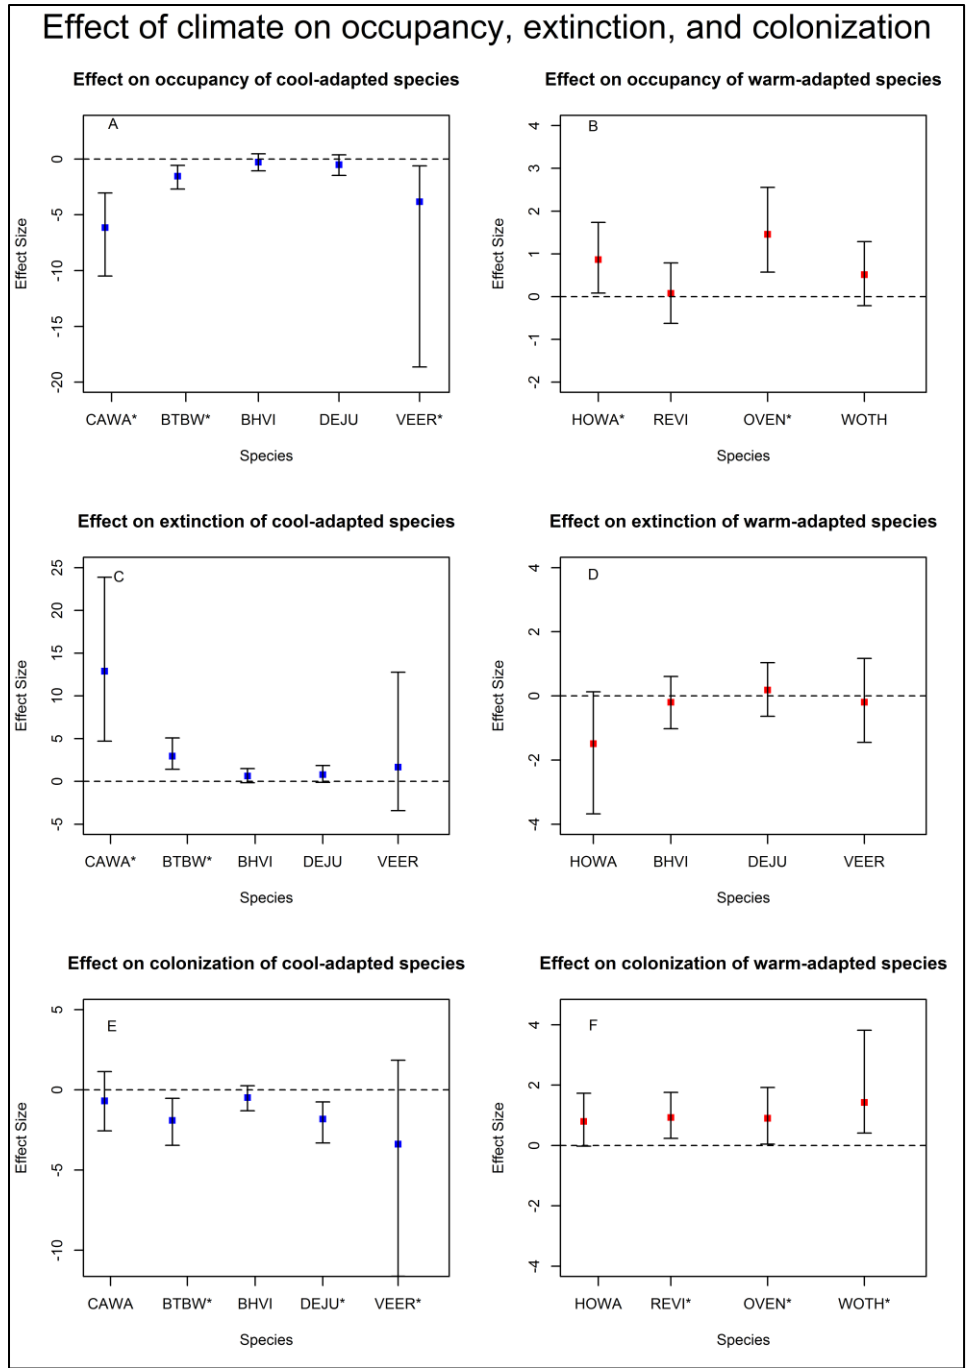 Effect of climate on occupancy, extinction, and colonization
Effect on occupancy of cool-adapted species
A
0
-5
-10
-15
-20
Effect Size
CAWA* BTBW* BHVI DEJU VEER*
Species
Effect on occupancy of warm-adapted species
B
4
3
2
1
0
-1
-2
Effect Size
HOWA* REVI OVEN* WOTH
Species
Effect on extinction of cool-adapted species
C
25
20
15
10
5
0
-5
Effect Size
CAWA* BTBW* BHVI DEJU VEER
Species
Effect on extinction of warm-adapted species
D
4
2
0
-2
-4
Effect Size
HOWA BHVI DEJU VEER
Species
Effect on colonization of cool-adapted species
E
5
0
-5
-10
Effect Size
CAWA BTBW* BHVI DEJU* VEER*
Species
Effect on colonization of warm-adapted species
F
4
2
0
-2
-4
Effect Size
HOWA REVI* OVEN* WOTH*
Species